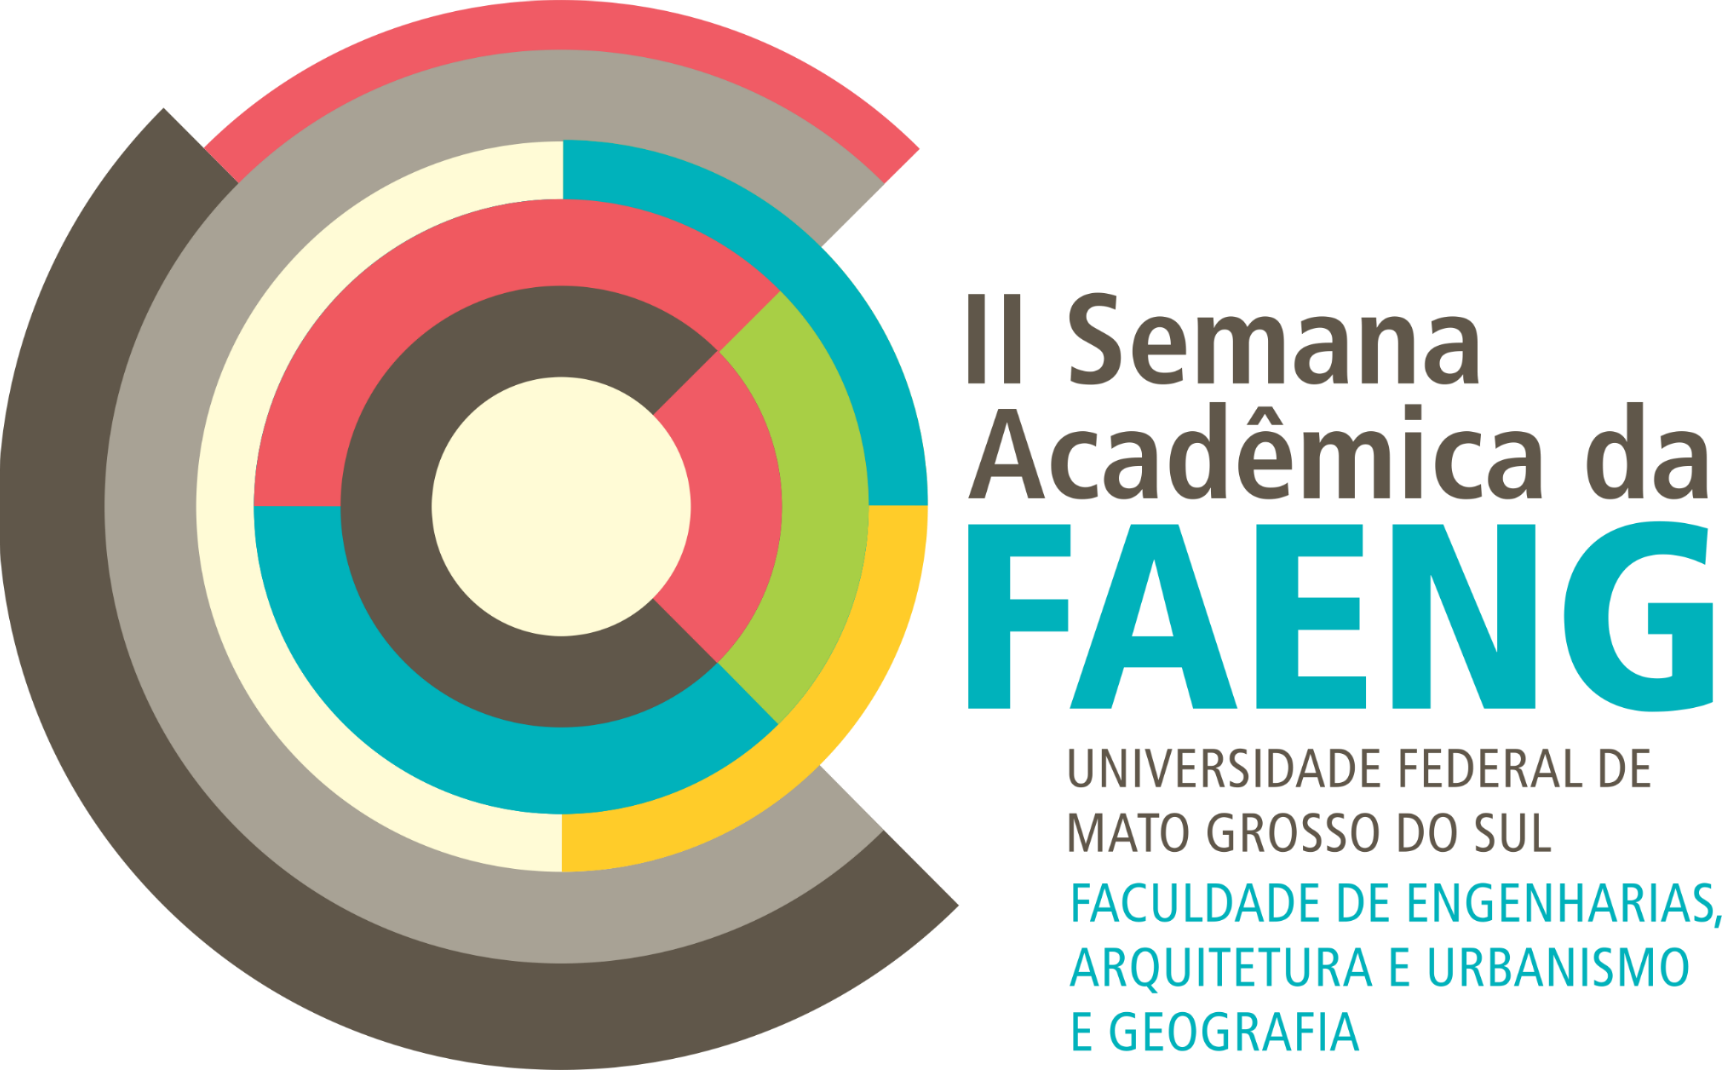 II Semana
Acadêmica da
FAENG
UNIVERSIDADE FEDERAL DE
MATO GROSSO DO SUL
FACULDADE DE ENGENHARIAS,
ARQUITETURA E URBANISMO
E GEOGRAFIA